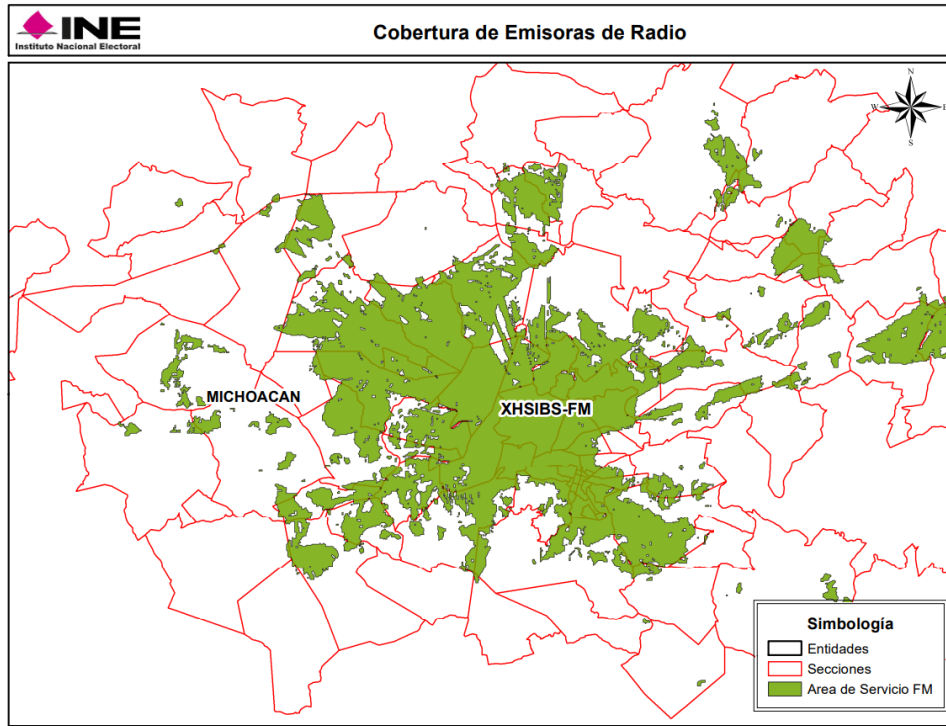 INE
Instituto Nacional Electoral
Cobertura de Emisoras de Radio
N
W
E
S
MICHOACAN
XHSIBS-FM
Simbología
Entidades
Secciones
Area de Servicio FM